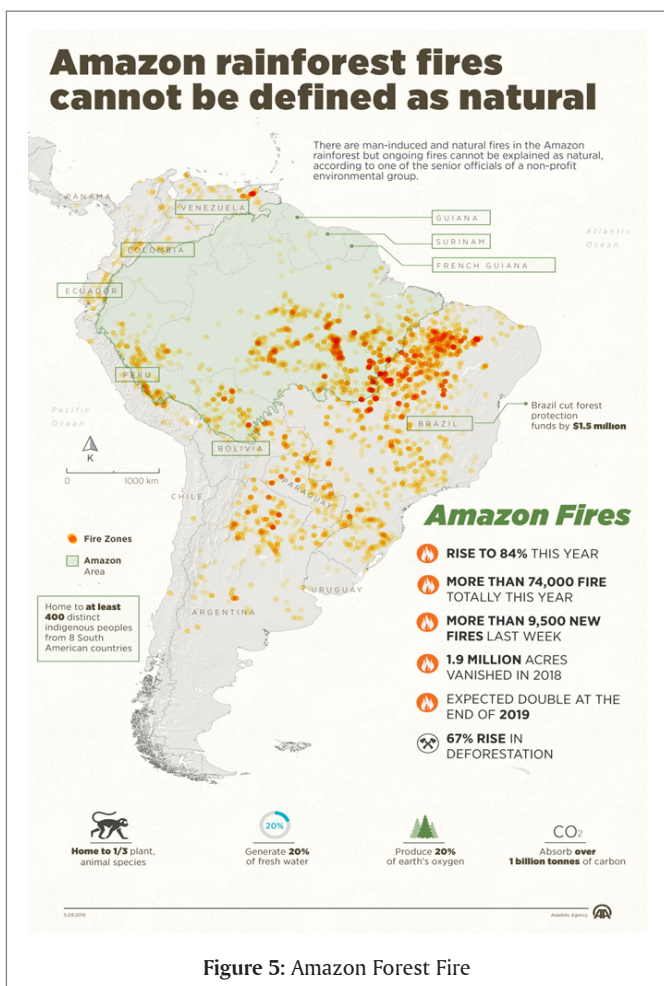 Amazon rainforest fires
cannot be defined as natural
There are man-induced and natural fires in the Amazon
rainforest but ongoing fires cannot be explained as natural,
according to one of the senior officials of a non-profit
environmental group.
PANAMA
VENEZUELA
GUIANA
SURINAM
FRENCH GUIANA
Atlantic
Ocean
COLOMBIA
ECUADOR
PERU
Pacific
Ocean
BRAZIL
Brazil cut forest
protection
funds by $1.5 million
BOLIVIA
K
0 1000 km
CHILE
PARAGUAY
Fire Zones
Amazon
Area
Home to at least
400 distinct
indigenous peoples
from 8 South
American countries
ARGENTINA
URUGUAY
Amazon Fires
RISE TO 84% THIS YEAR
MORE THAN 74,000 FIRE
TOTALLY THIS YEAR
MORE THAN 9,500 NEW
FIRES LAST WEEK
1.9 MILLION ACRES
VANISHED IN 2018
EXPECTED DOUBLE AT THE
END OF 2019
67% RISE IN
DEFORESTATION
Home to 1/3 plant,
animal species
20%
Generate 20%
of fresh water
Produce 20%
of earth's oxygen
CO2
Absorb over
1 billion tonnes of carbon
5.09.2019
Anadolu Agency AA
Figure 5: Amazon Forest Fire